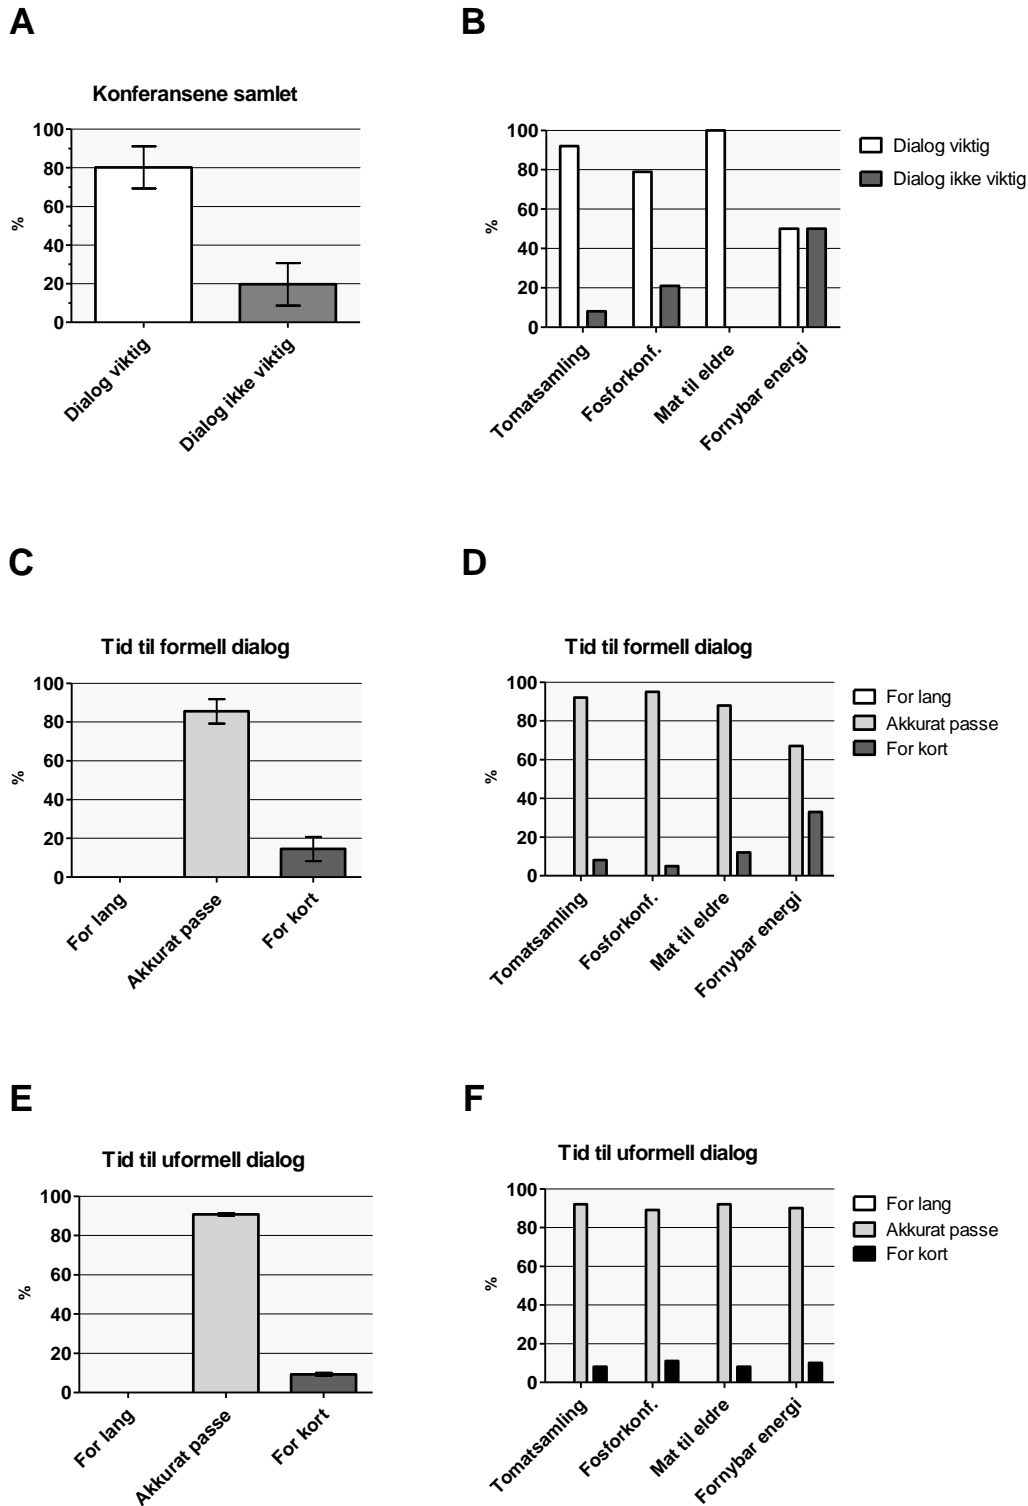 A
Konferansene samlet
%
100
80
60
40
20
0
Dialog viktig
Dialog ikke viktig
B
%
100
80
60
40
20
0
Tomatsamling
Fosforkonf.
Mat til eldre
Fornybar energi
Dialog viktig
Dialog ikke viktig
C
Tid til formell dialog
%
100
80
60
40
20
0
For lang
Akkurat passe
For kort
D
Tid til formell dialog
%
100
80
60
40
20
0
Tomatsamling
Fosforkonf.
Mat til eldre
Fornybar energi
For lang
Akkurat passe
For kort
E
Tid til uformell dialog
%
100
80
60
40
20
0
For lang
Akkurat passe
For kort
F
Tid til uformell dialog
%
100
80
60
40
20
0
Tomatsamling
Fosforkonf.
Mat til eldre
Fornybar energi
For lang
Akkurat passe
For kort